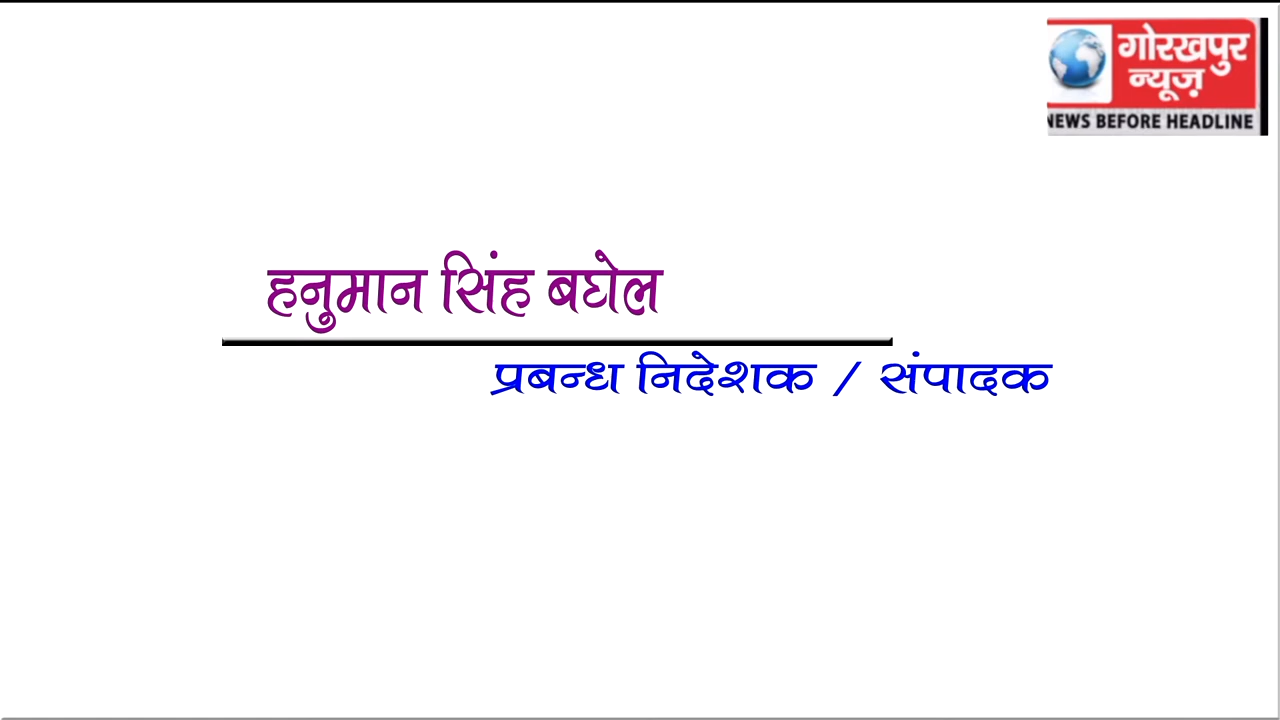 गोरखपुर
न्यूज़
NEWS BEFORE HEADLINE
हनुमान सिंह बघेल
प्रबन्ध निदेशक / संपादक